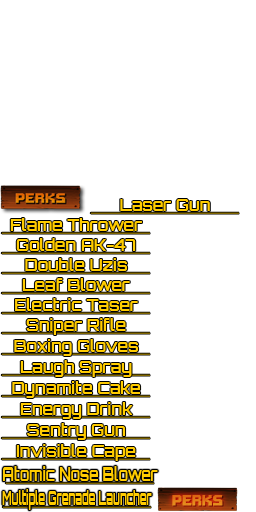 PERKS
Laser Gun
Flame Thrower
Golden AK-47
Double Uzis
Leaf Blower
Electric Taser
Sniper Rifle
Boxing Gloves
Laugh Spray
Dynamite Cake
Energy Drink
Sentry Gun
Invisible Cape
Atomic Nose Blower
Multiple Grenade Launcher
PERKS